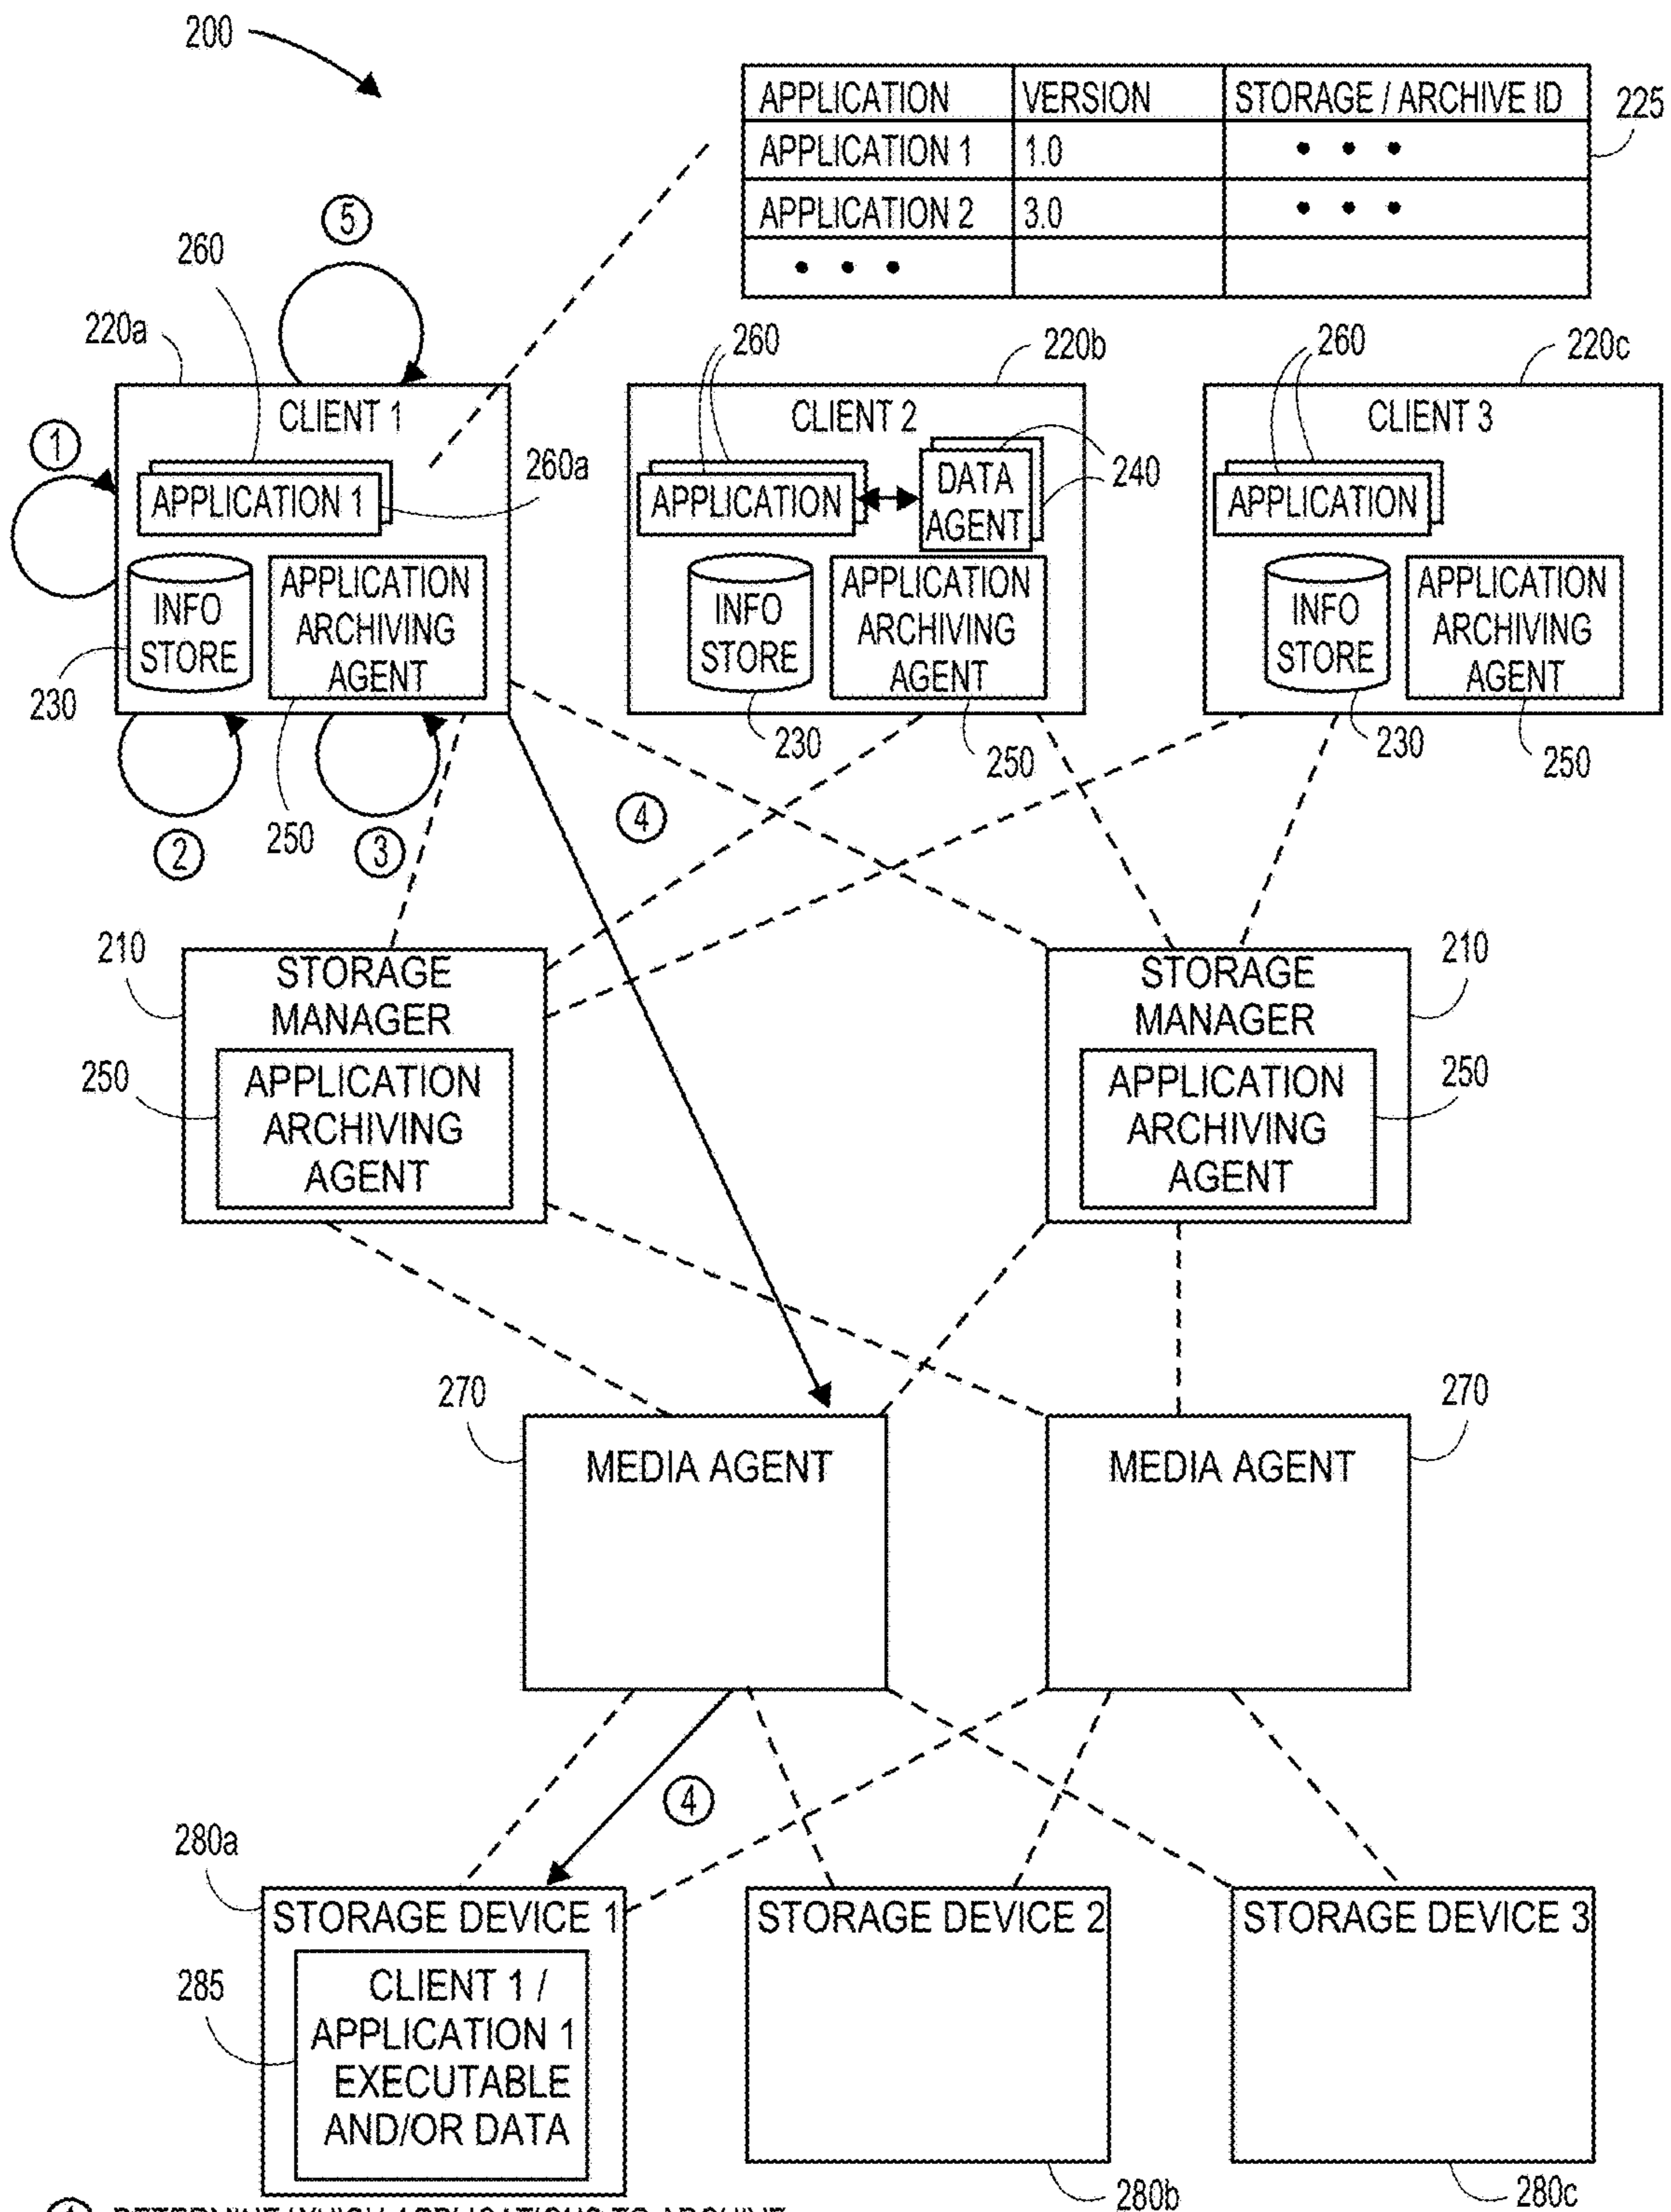 200
APPLICATION VERSION STORAGE / ARCHIVE ID
225
APPLICATION 1 1.0 • • •
APPLICATION 2 3.0 • • •
• • •
5
260
220a
260
220b
260
220c
CLIENT 1
CLIENT 2
CLIENT 3
1
260a
240
APPLICATION 1
APPLICATION
DATA
AGENT
APPLICATION
INFO
STORE
APPLICATION
ARCHIVING
AGENT
INFO
STORE
APPLICATION
ARCHIVING
AGENT
INFO
STORE
APPLICATION
ARCHIVING
AGENT
230
230
250
230
250
2
250
3
4
210
STORAGE
MANAGER
210
STORAGE
MANAGER
250
APPLICATION
ARCHIVING
AGENT
250
APPLICATION
ARCHIVING
AGENT
270
MEDIA AGENT
270
MEDIA AGENT
4
280a
STORAGE DEVICE 1
STORAGE DEVICE 2
STORAGE DEVICE 3
285
CLIENT 1 /
APPLICATION 1
EXECUTABLE
AND/OR DATA
280b
280c